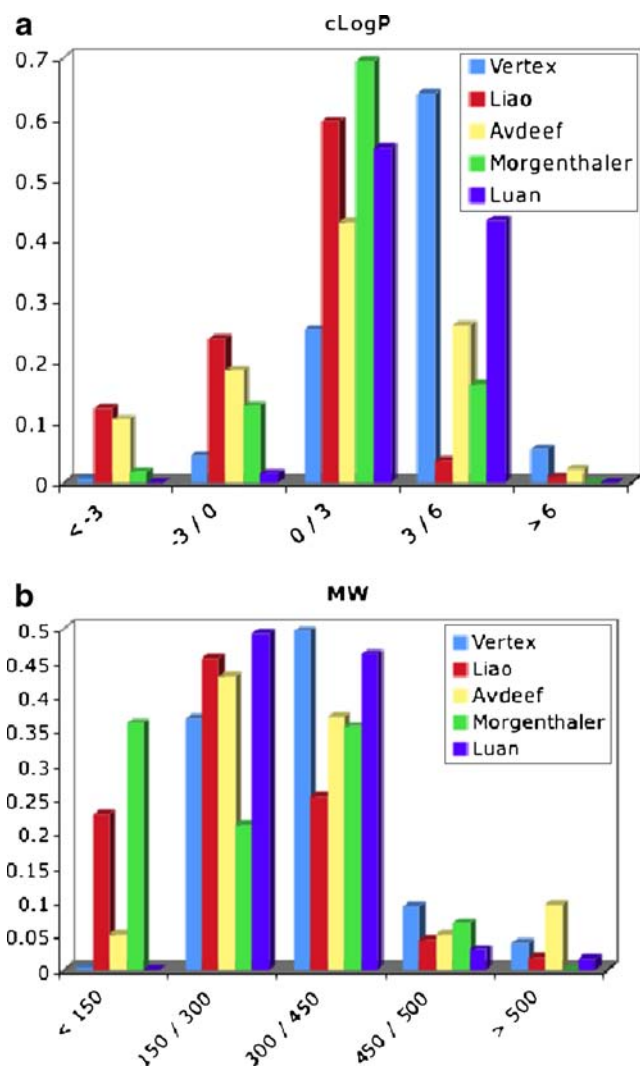 a
cLogP
0.7
0.6
0.5
0.4
0.3
0.2
0.1
0
Vertex
Liao
Avdeef
Morgenthaler
Luan
< -3
-3 / 0
0 / 3
3 / 6
> 6
b
MW
0.5
0.45
0.4
0.35
0.3
0.25
0.2
0.15
0.1
0.05
0
Vertex
Liao
Avdeef
Morgenthaler
Luan
< 150
150 / 300
300 / 450
450 / 500
> 500